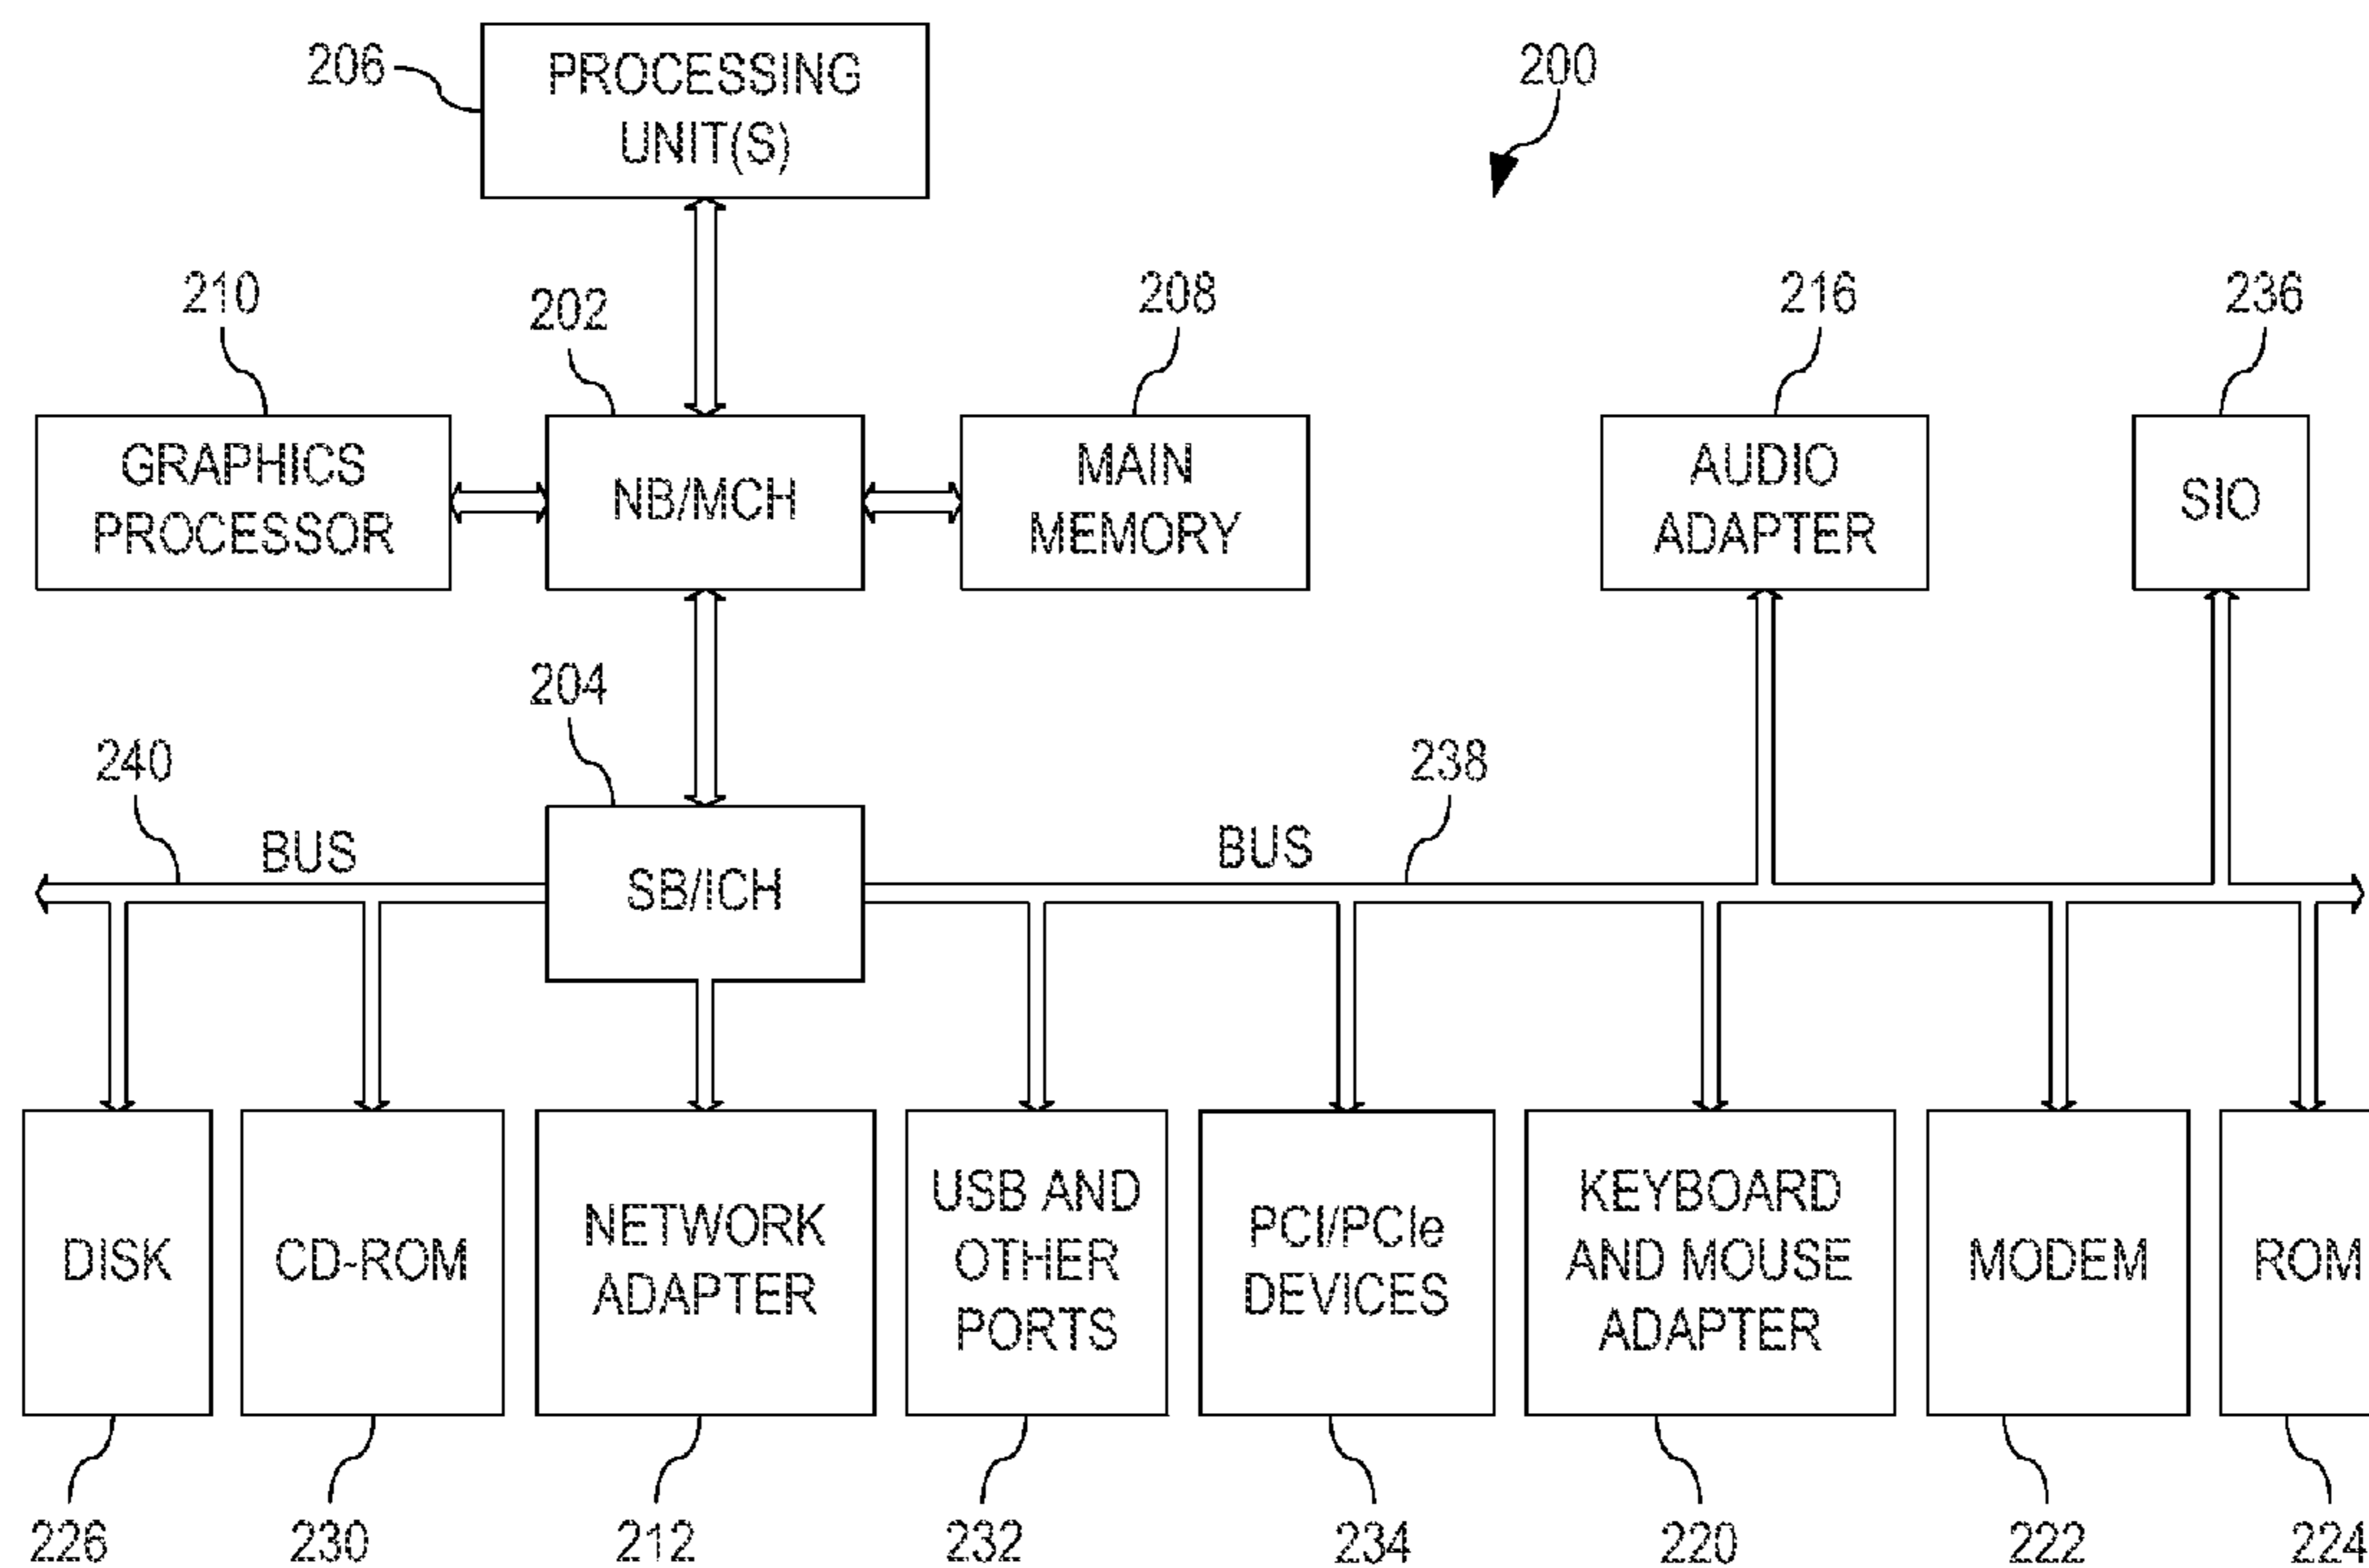 206
PROCESSING
UNIT(S)
200
210
202
208
216
236
GRAPHICS
PROCESSOR
NB/MCH
MAIN
MEMORY
AUDIO
ADAPTER
SIO
204
240
238
BUS
BUS
SB/ICH
DISK
CD-ROM
NETWORK
ADAPTER
USB AND
OTHER
PORTS
PCI/PCIe
DEVICES
KEYBOARD
AND MOUSE
ADAPTER
MODEM
ROM
226
230
212
232
234
220
222
224